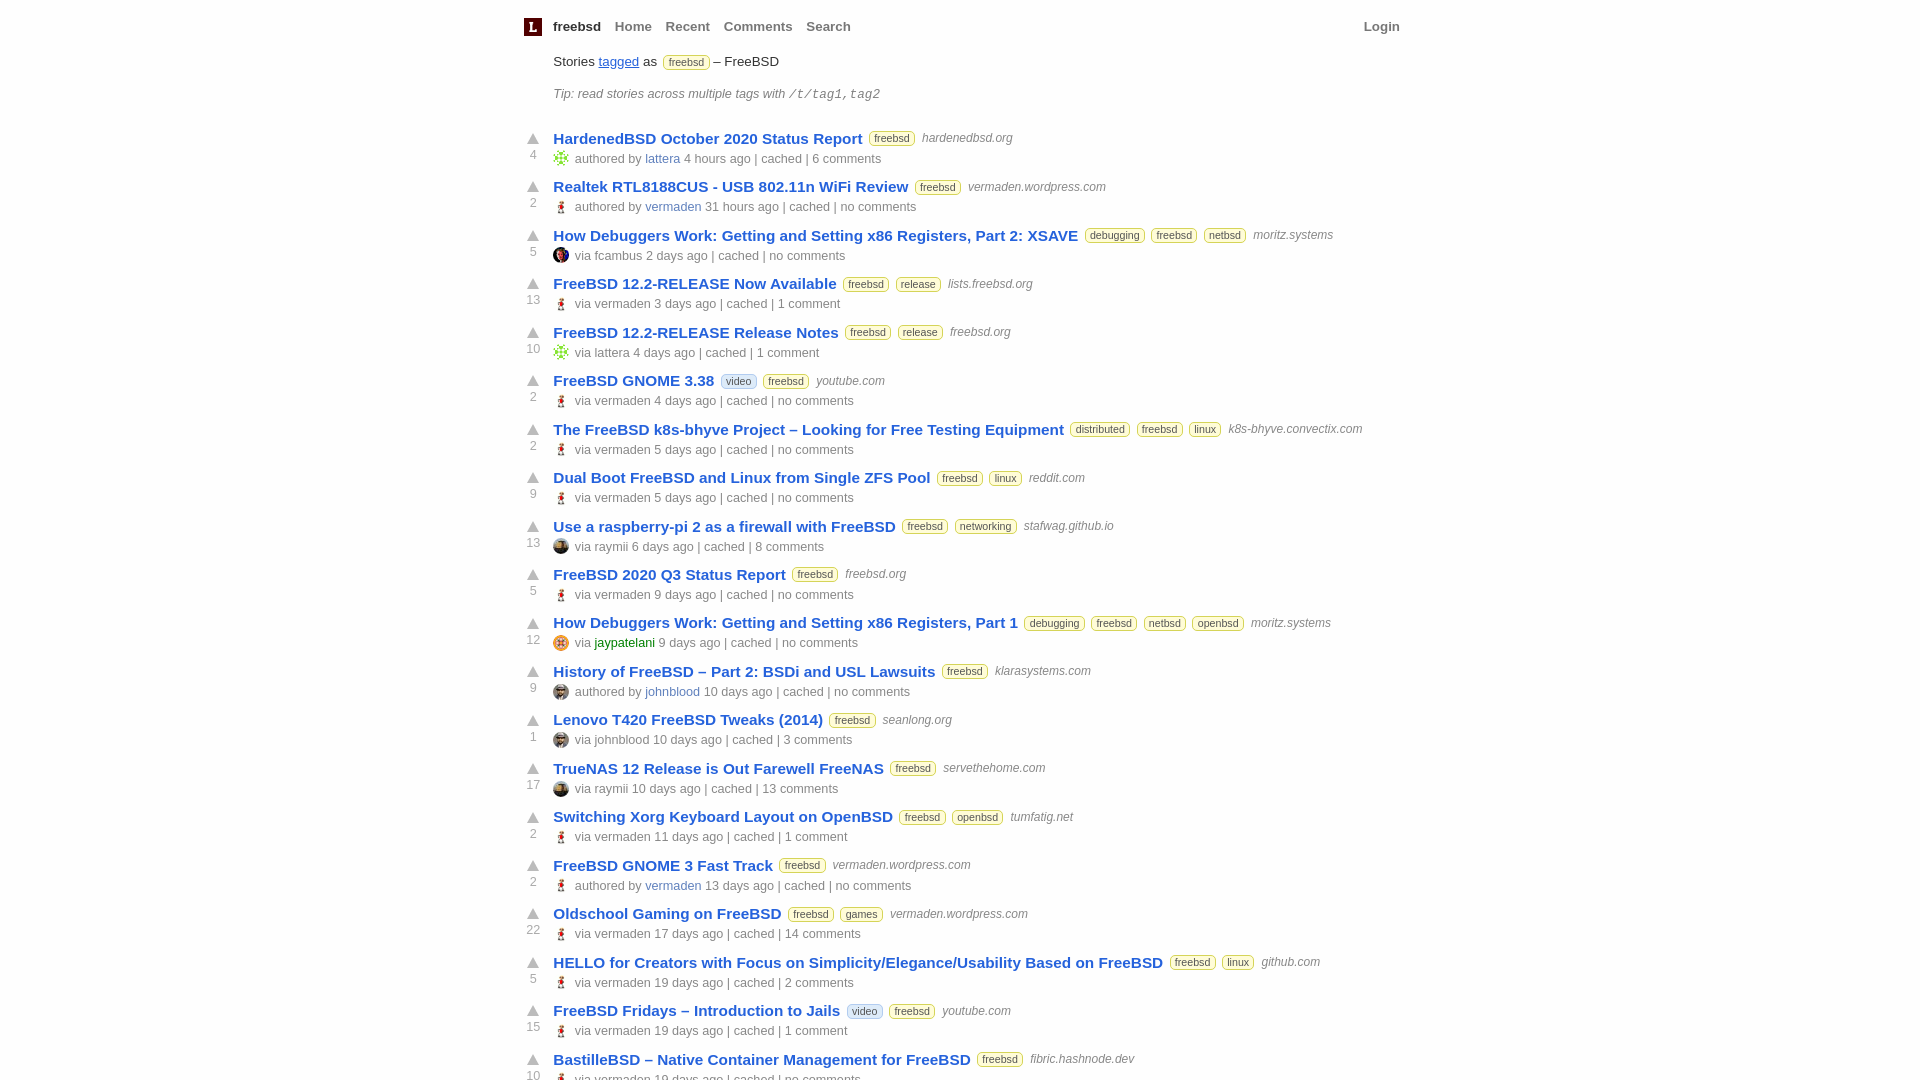 L freebsd Home Recent Comments Search Login
Stories tagged as freebsd – FreeBSD
Tip: read stories across multiple tags with /t/tag1,tag2
HardenedBSD October 2020 Status Report freebsd hardenedbsd.org
4 authored by lattera 4 hours ago | cached | 6 comments
Realtek RTL8188CUS - USB 802.11n WiFi Review freebsd vermaden.wordpress.com
2 authored by vermaden 31 hours ago | cached | no comments
How Debuggers Work: Getting and Setting x86 Registers, Part 2: XSAVE debugging freebsd netbsd moritz.systems
5 via fcambus 2 days ago | cached | no comments
FreeBSD 12.2-RELEASE Now Available freebsd release lists.freebsd.org
13 via vermaden 3 days ago | cached | 1 comment
FreeBSD 12.2-RELEASE Release Notes freebsd release freebsd.org
10 via lattera 4 days ago | cached | 1 comment
FreeBSD GNOME 3.38 video freebsd youtube.com
2 via vermaden 4 days ago | cached | no comments
The FreeBSD k8s-bhyve Project – Looking for Free Testing Equipment distributed freebsd linux k8s-bhyve.convectix.com
2 via vermaden 5 days ago | cached | no comments
Dual Boot FreeBSD and Linux from Single ZFS Pool freebsd linux reddit.com
9 via vermaden 5 days ago | cached | no comments
Use a raspberry-pi 2 as a firewall with FreeBSD freebsd networking stafwag.github.io
13 via raymii 6 days ago | cached | 8 comments
FreeBSD 2020 Q3 Status Report freebsd freebsd.org
5 via vermaden 9 days ago | cached | no comments
How Debuggers Work: Getting and Setting x86 Registers, Part 1 debugging freebsd netbsd openbsd moritz.systems
12 via jaypatelani 9 days ago | cached | no comments
History of FreeBSD – Part 2: BSDi and USL Lawsuits freebsd klarasystems.com
9 authored by johnblood 10 days ago | cached | no comments
Lenovo T420 FreeBSD Tweaks (2014) freebsd seanlong.org
1 via johnblood 10 days ago | cached | 3 comments
TrueNAS 12 Release is Out Farewell FreeNAS freebsd servethehome.com
17 via raymii 10 days ago | cached | 13 comments
Switching Xorg Keyboard Layout on OpenBSD freebsd openbsd tumfatig.net
2 via vermaden 11 days ago | cached | 1 comment
FreeBSD GNOME 3 Fast Track freebsd vermaden.wordpress.com
2 authored by vermaden 13 days ago | cached | no comments
Oldschool Gaming on FreeBSD freebsd games vermaden.wordpress.com
22 via vermaden 17 days ago | cached | 14 comments
HELLO for Creators with Focus on Simplicity/Elegance/Usability Based on FreeBSD freebsd linux github.com
5 via vermaden 19 days ago | cached | 2 comments
FreeBSD Fridays – Introduction to Jails video freebsd youtube.com
15 via vermaden 19 days ago | cached | 1 comment
BastilleBSD – Native Container Management for FreeBSD freebsd fibric.hashnode.dev
10 via vermaden 19 days ago | cached | no comments